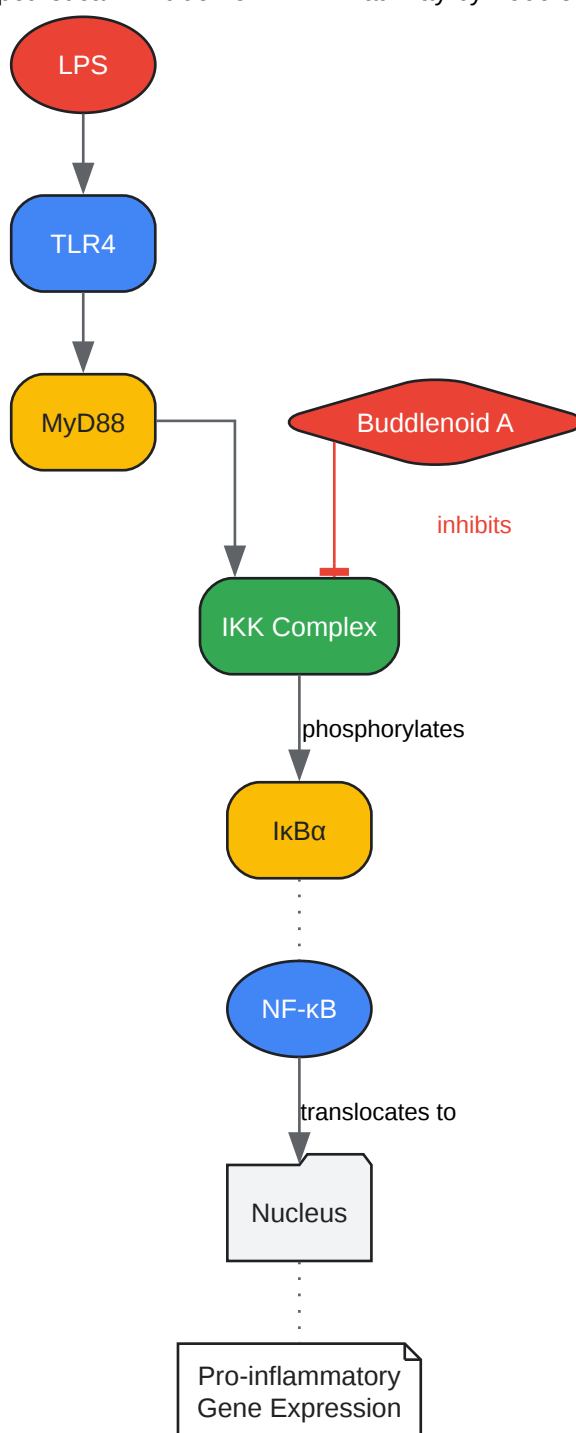 LPS
TLR4
MyD88
Buddlenoid A
inhibits
IKK Complex
phosphorylates
IκBα
NF-κB
translocates to
Nucleus
Pro-inflammatory
Gene Expression